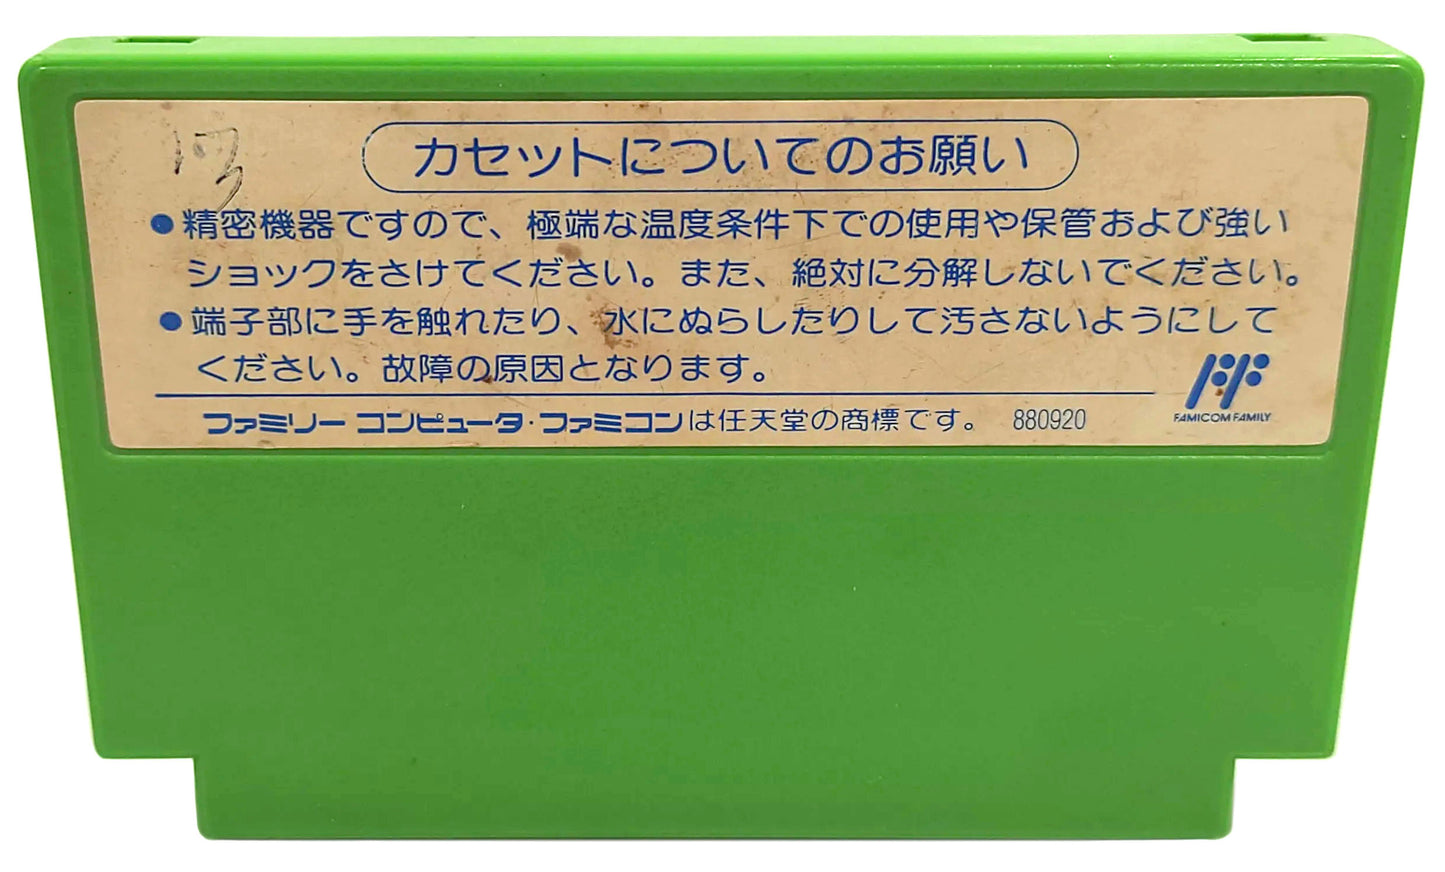 カセットについてのお願い
●精密機器ですので、極端な温度条件下での使用や保管および強い
ショックをさけてください。また、絶対に分解しないでください。
●端子部に手を触れたり、水にぬらしたりして汚さないようにして
ください。故障の原因となります。
FF
FAMICOM FAMILY
ファミリーコンピュータ・ファミコンは任天堂の商標です。 880920